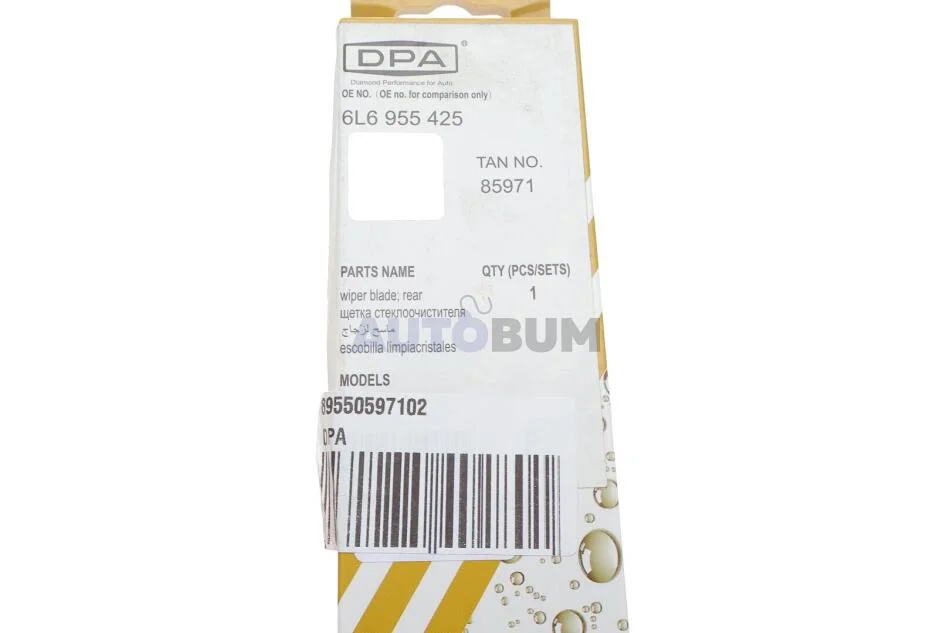 DPA®
Diamond Performance for Auto
OE NO. (OE no. for comparison only)
6L6 955 425
TAN NO.
85971
PARTS NAME
QTY (PCS/SETS)
wiper blade; rear
1
щетка стеклоочистителя
ماسح لزجاج
escobilla limpiacristales
AUTOBUM
MODELS
89550597102
DPA